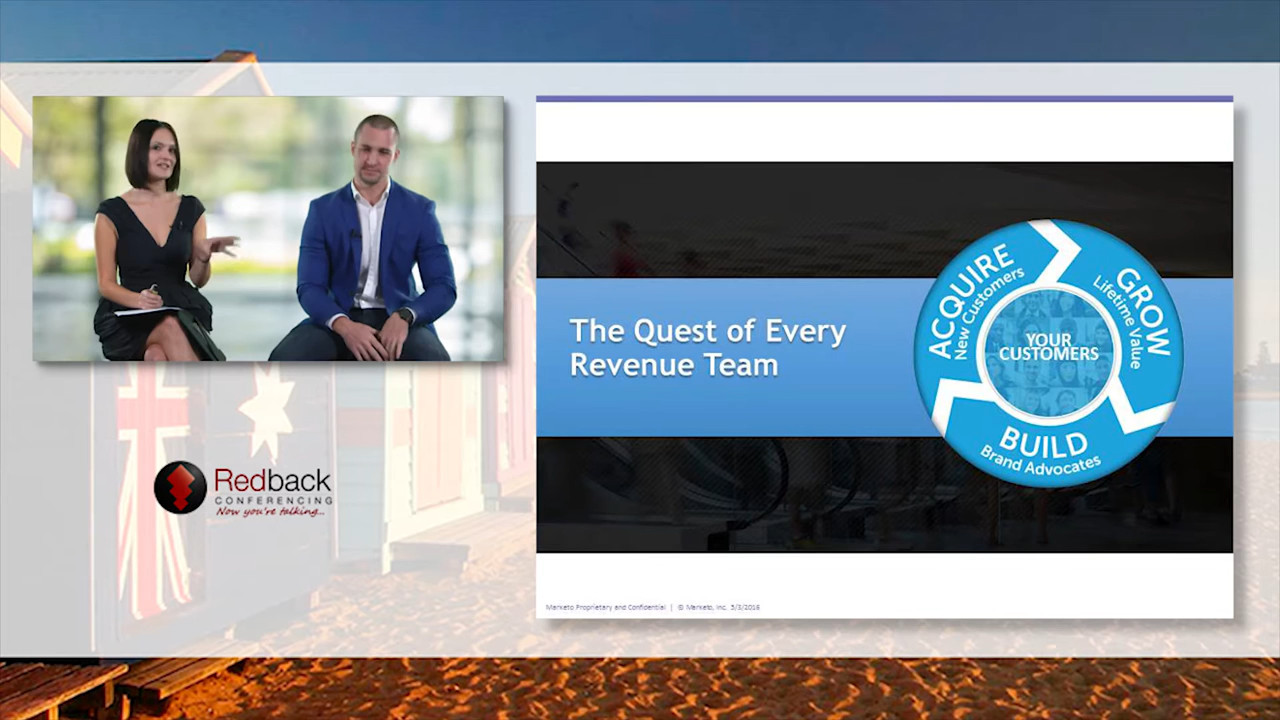 Redback
CONFERENCING
Now you're talking...
The Quest of Every
Revenue Team
ACQUIRE
New Customers
GROW
Lifetime Value
YOUR
CUSTOMERS
BUILD
Brand Advocates
Marketo Proprietary and Confidential | © Marketo, Inc. 5/3/2016